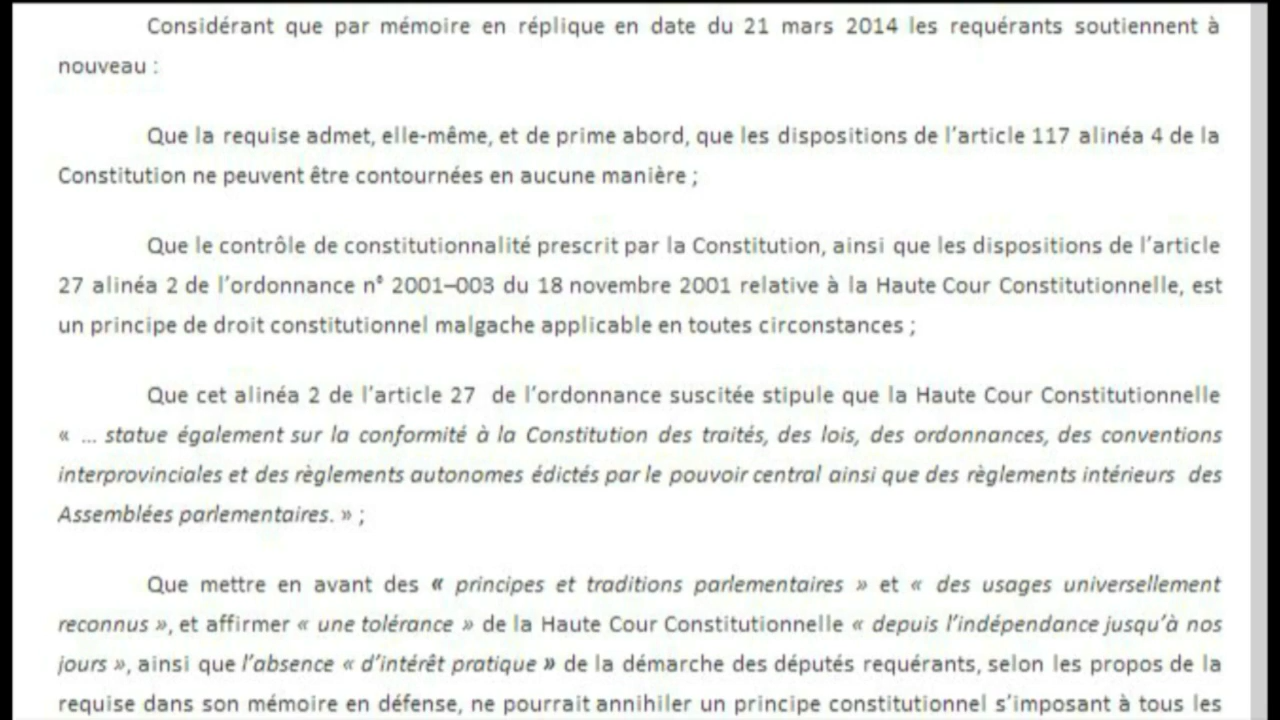 Considérant que par mémoire en réplique en date du 21 mars 2014 les requérants soutiennent à
nouveau :
Que la requise admet, elle-même, et de prime abord, que les dispositions de l'article 117 alinéa 4 de la
Constitution ne peuvent être contournées en aucune manière ;
Que le contrôle de constitutionnalité prescrit par la Constitution, ainsi que les dispositions de l'article
27 alinéa 2 de l'ordonnance n° 2001–003 du 18 novembre 2001 relative à la Haute Cour Constitutionnelle, est
un principe de droit constitutionnel malgache applicable en toutes circonstances ;
Que cet alinéa 2 de l'article 27 de l'ordonnance suscitée stipule que la Haute Cour Constitutionnelle
« ... statue également sur la conformité à la Constitution des traités, des lois, des ordonnances, des conventions
interprovinciales et des règlements autonomes édictés par le pouvoir central ainsi que des règlements intérieurs des
Assemblées parlementaires. » ;
Que mettre en avant des « principes et traditions parlementaires » et « des usages universellement
reconnus », et affirmer « une tolérance » de la Haute Cour Constitutionnelle « depuis l'indépendance jusqu'à nos
jours », ainsi que l'absence « d'intérêt pratique » de la démarche des députés requérants, selon les propos de la
requise dans son mémoire en défense, ne pourrait annihiler un principe constitutionnel s'imposant à tous les